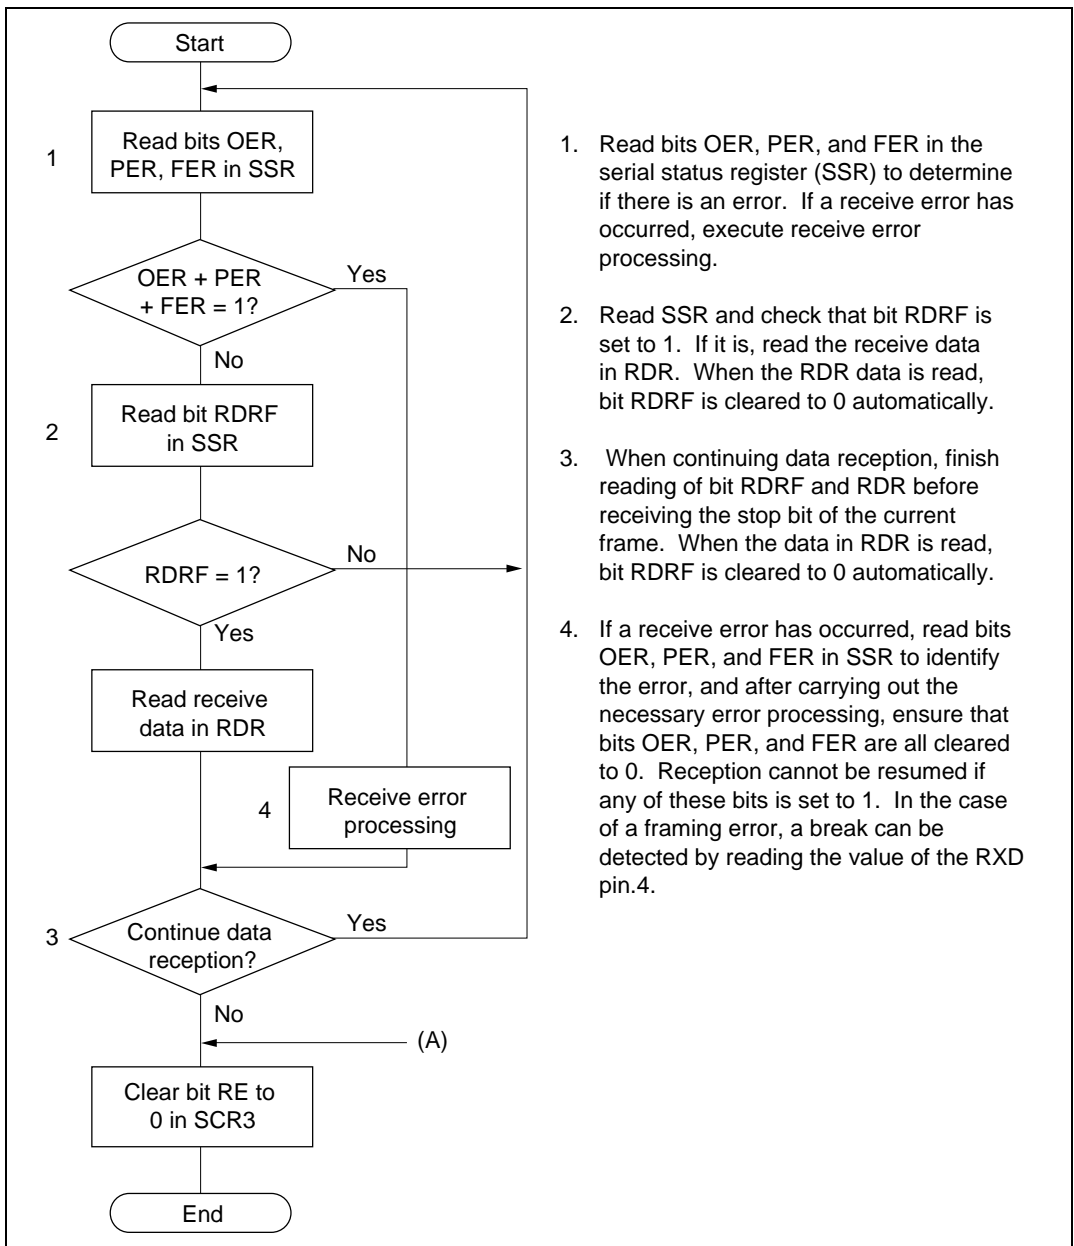 Start
1
Read bits OER,
PER, FER in SSR
OER + PER
+ FER = 1?
Yes
No
2
Read bit RDRF
in SSR
RDRF = 1?
No
Yes
Read receive
data in RDR
4
Receive error
processing
3
Continue data
reception?
Yes
No
(A)
Clear bit RE to
0 in SCR3
End
1. Read bits OER, PER, and FER in the
serial status register (SSR) to determine
if there is an error. If a receive error has
occurred, execute receive error
processing.
2. Read SSR and check that bit RDRF is
set to 1. If it is, read the receive data
in RDR. When the RDR data is read,
bit RDRF is cleared to 0 automatically.
3. When continuing data reception, finish
reading of bit RDRF and RDR before
receiving the stop bit of the current
frame. When the data in RDR is read,
bit RDRF is cleared to 0 automatically.
4. If a receive error has occurred, read bits
OER, PER, and FER in SSR to identify
the error, and after carrying out the
necessary error processing, ensure that
bits OER, PER, and FER are all cleared
to 0. Reception cannot be resumed if
any of these bits is set to 1. In the case
of a framing error, a break can be
detected by reading the value of the RXD
pin.4.